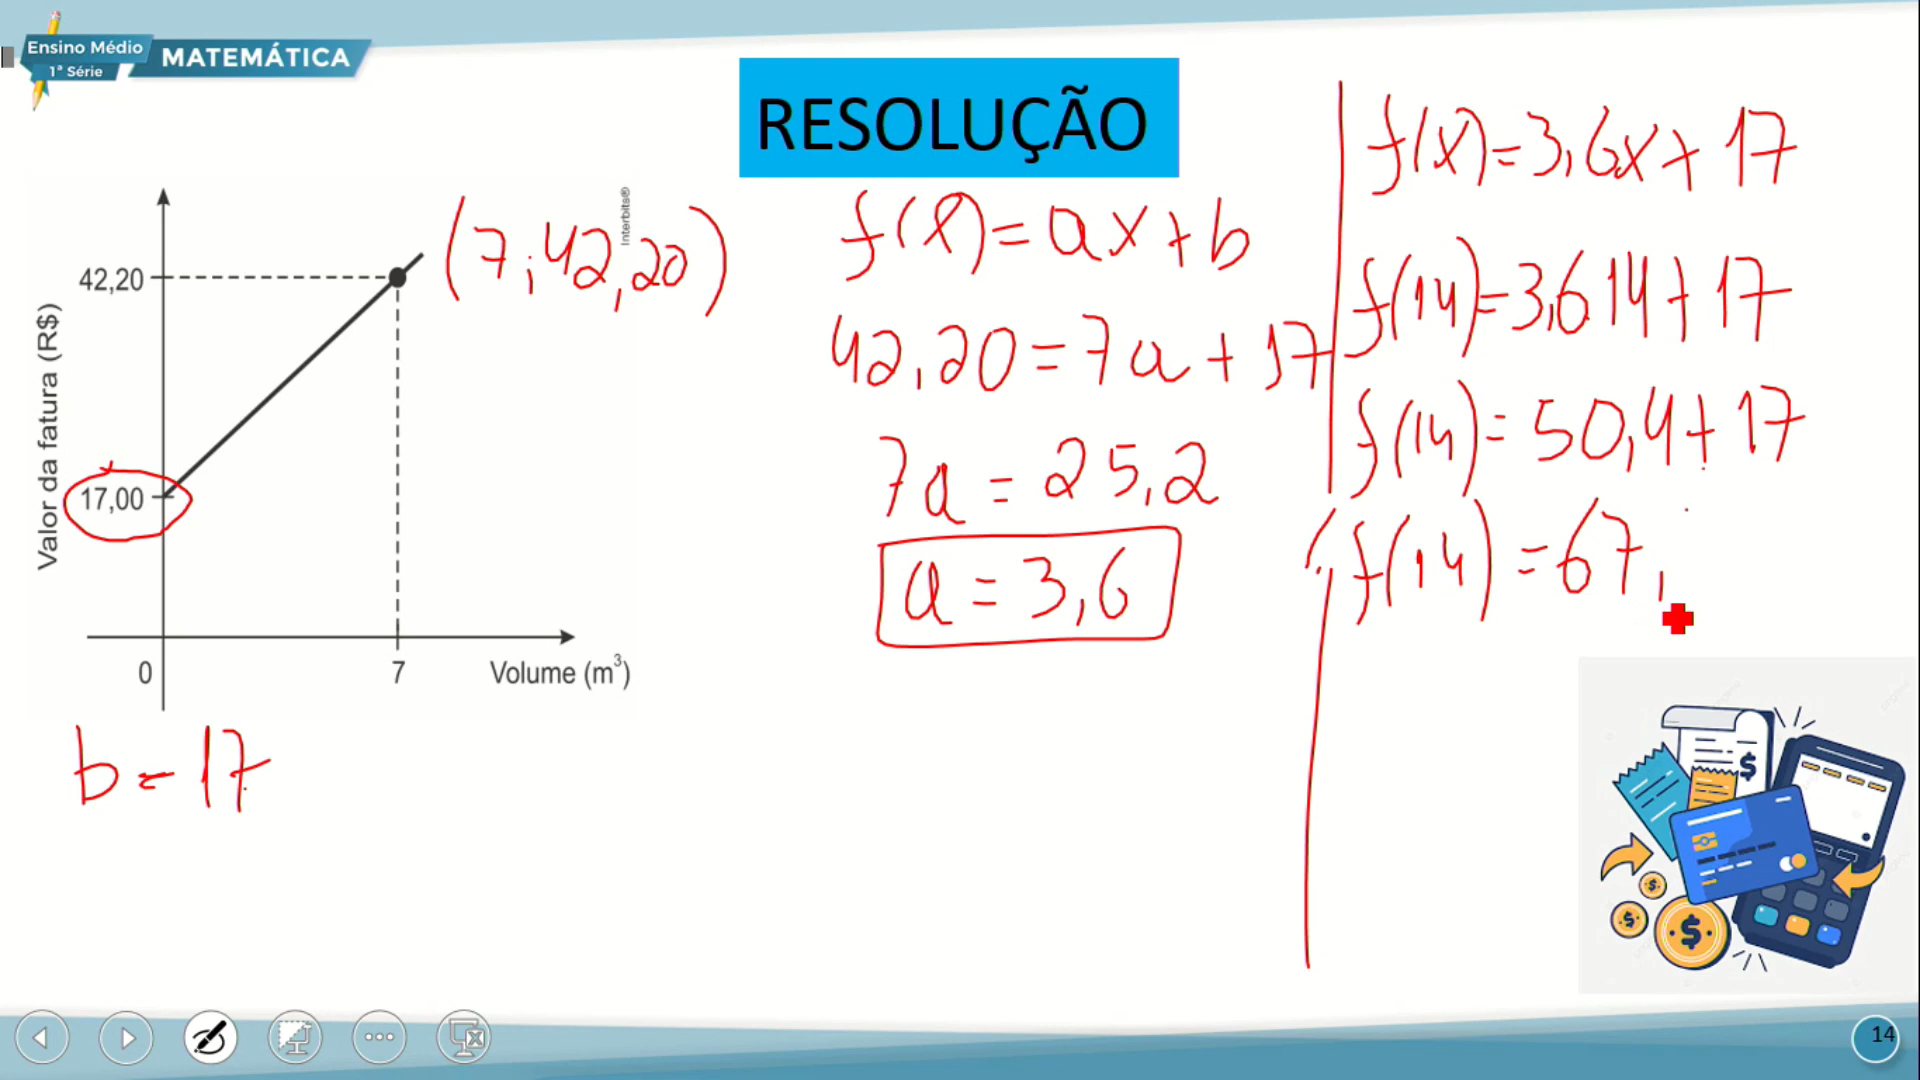 Ensino Médio
1ª Série
MATEMÁTICA
RESOLUÇÃO
Valor da fatura (R$)
42,20
17,00
0
7
Volume (m³)
Interbits®
(7;42,20)
b=17
f(x)=ax+b
42,20=7a+17
7a=25,2
a=3,6
f(x)=3,6x+17
f(14)=3,6.14+17
f(14)=50,4+17
f(14)=67,
14